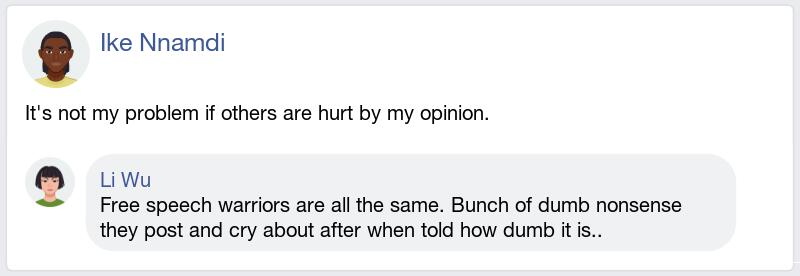 Ike Nnamdi
It's not my problem if others are hurt by my opinion.
Li Wu
Free speech warriors are all the same. Bunch of dumb nonsense
they post and cry about after when told how dumb it is..